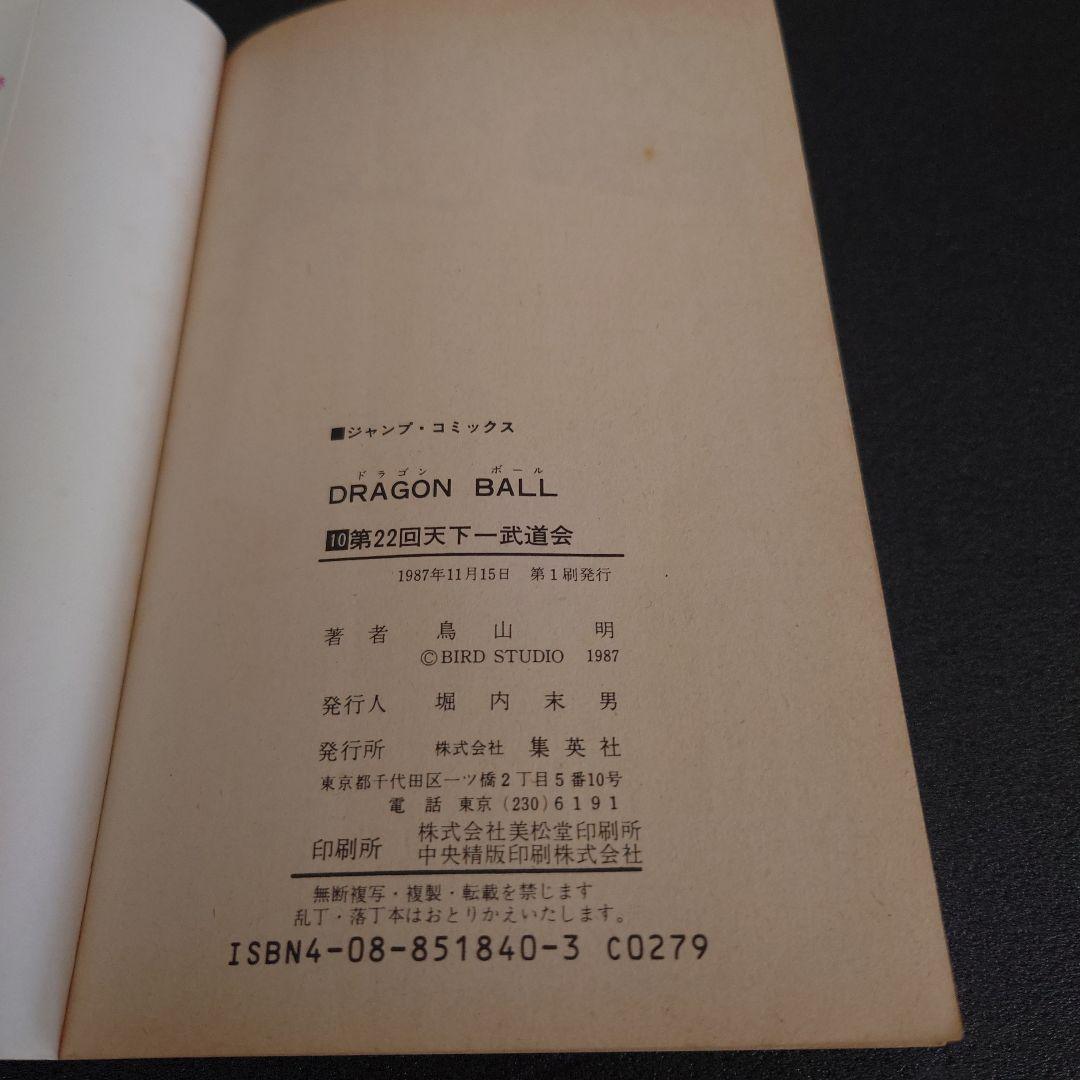 ■ジャンプ・コミックス
ドラゴン ボール
DRAGON BALL
10第22回天下一武道会
1987年11月15日 第1刷発行
著者 鳥山 明
©BIRD STUDIO 1987
発行人 堀内末男
発行所 株式会社 集英社
東京都千代田区一ツ橋2丁目5番10号
電話 東京(230)6191
印刷所 株式会社美松堂印刷所
中央精版印刷株式会社
無断複写・複製・転載を禁じます
乱丁・落丁本はおとりかえいたします。
ISBN4-08-851840-3 C0279